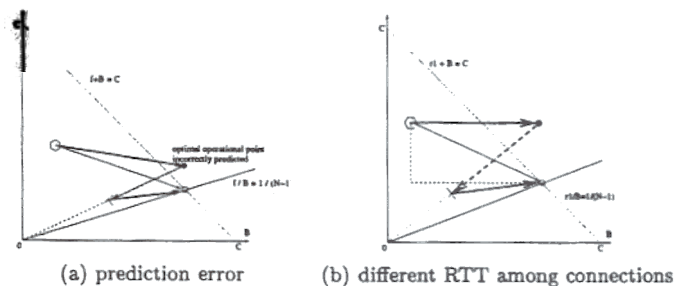 f+B = C
optimal operational point
incorrectly predicted
f / B = 1 / (N-1
B
0
C
(a) prediction error
C
r1 + B = C
r1/B=1/(N-1)
B
0
C
(b) different RTT among connections